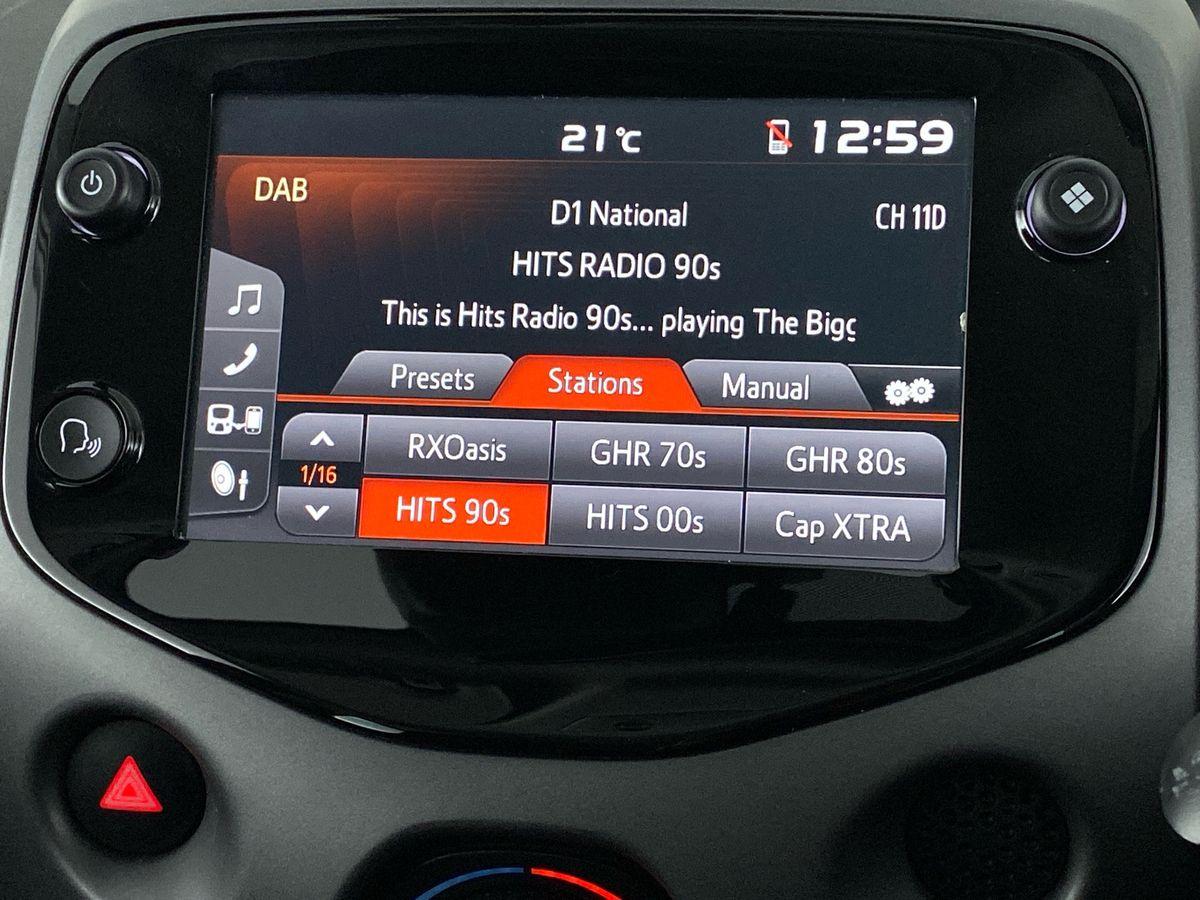 21°C 12:59
DAB
D1 National CH 11D
HITS RADIO 90s
This is Hits Radio 90s... playing The Bigg
Presets Stations Manual
RXOasis GHR 70s GHR 80s
1/16
HITS 90s HITS 00s Cap XTRA